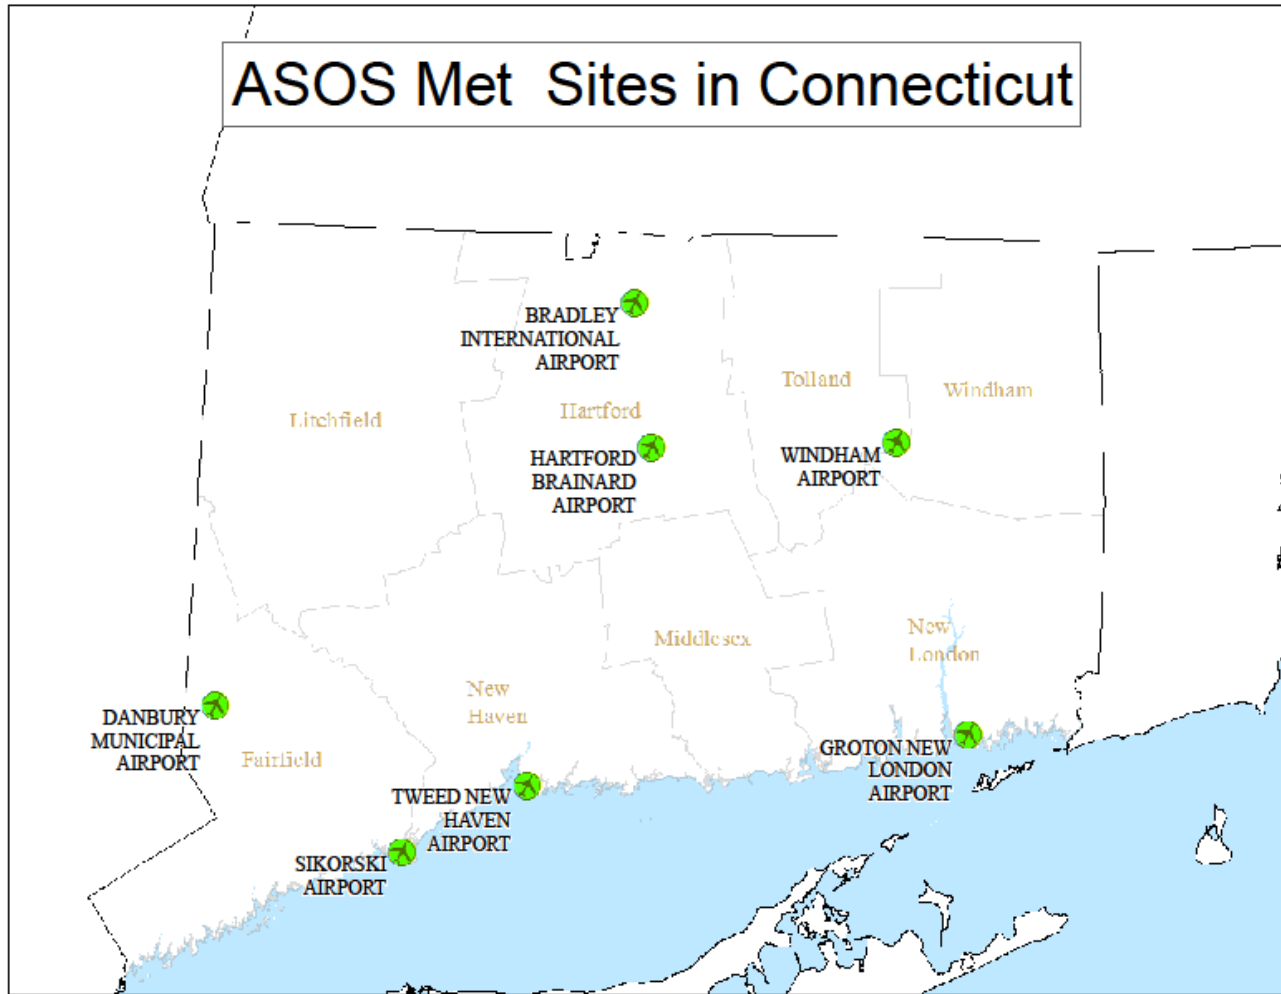 ASOS Met  Sites in Connecticut
BRADLEY
INTERNATIONAL
AIRPORT
Tolland
Windham
Litchfield
Hartford
HARTFORD
BRAINARD
AIRPORT
WINDHAM
AIRPORT
Middlesex
New
London
New
Haven
DANBURY
MUNICIPAL
AIRPORT
Fairfield
GROTON NEW
LONDON
AIRPORT
TWEED NEW
HAVEN
AIRPORT
SIKORSKI
AIRPORT